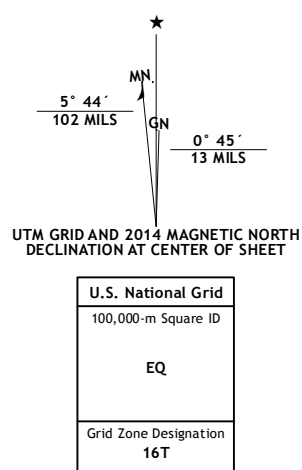 ★
MN.
5° 44´
102 MILS
GN
0° 45´
13 MILS
UTM GRID AND 2014 MAGNETIC NORTH
DECLINATION AT CENTER OF SHEET
U.S. National Grid
100,000-m Square ID
EQ
Grid Zone Designation
16T